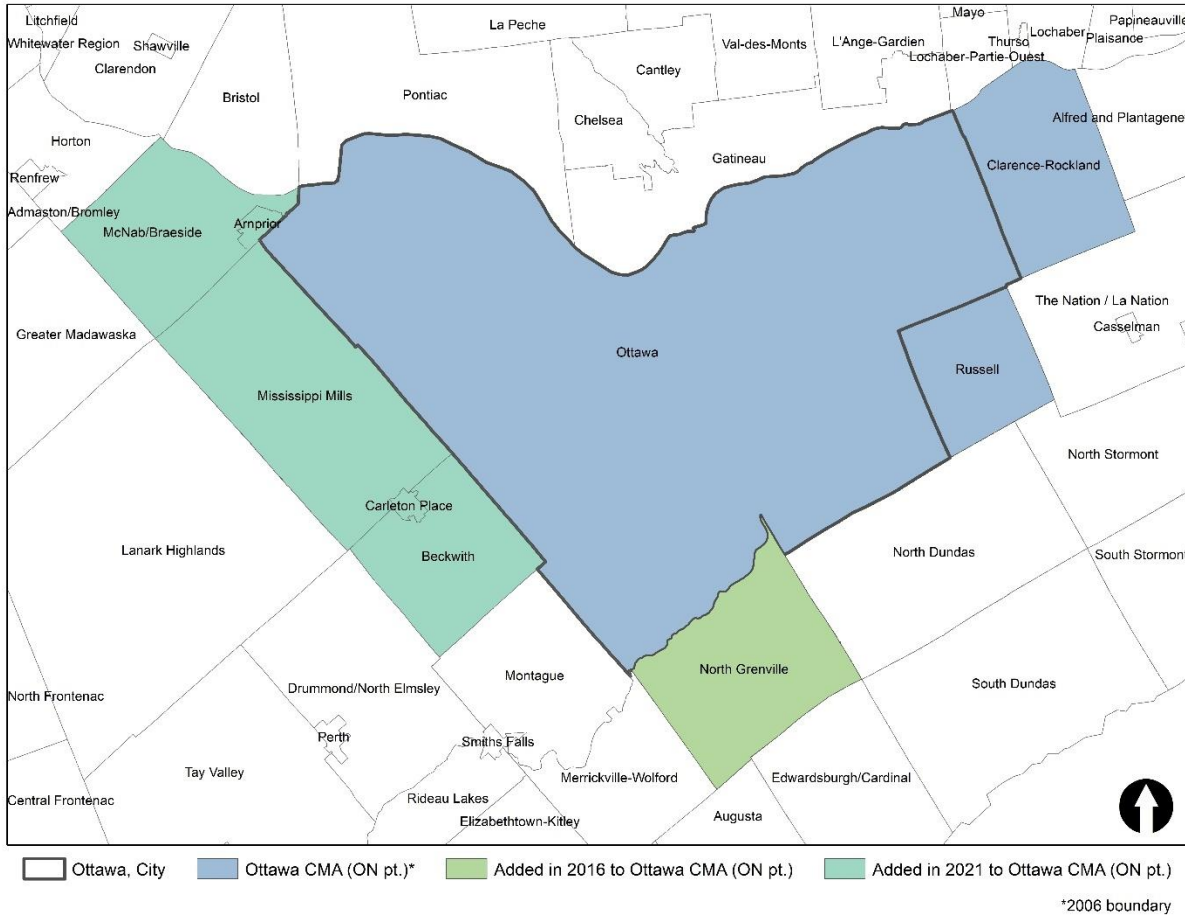 Litchfield
Whitewater Region
Shawville
Clarendon
Bristol
Pontiac
La Peche
Cantley
Chelsea
Val-des-Monts
L'Ange-Gardien
Mayo
Lochaber
Thurso
Papineauville
Plaisance
Lochaber-Partie-Ouest
Gatineau
Alfred and Plantagenet
Clarence-Rockland
Horton
Renfrew
Admaston/Bromley
McNab/Braeside
Arnprior
Greater Madawaska
Ottawa
The Nation / La Nation
Casselman
Russell
Mississippi Mills
North Stormont
Carleton Place
Beckwith
Lanark Highlands
North Dundas
South Stormont
Montague
North Grenville
South Dundas
North Frontenac
Drummond/North Elmsley
Perth
Smiths Falls
Tay Valley
Merrickville-Wolford
Edwardsburgh/Cardinal
Central Frontenac
Rideau Lakes
Elizabethtown-Kitley
Augusta
Ottawa, City
Ottawa CMA (ON pt.)*
Added in 2016 to Ottawa CMA (ON pt.)
Added in 2021 to Ottawa CMA (ON pt.)
*2006 boundary